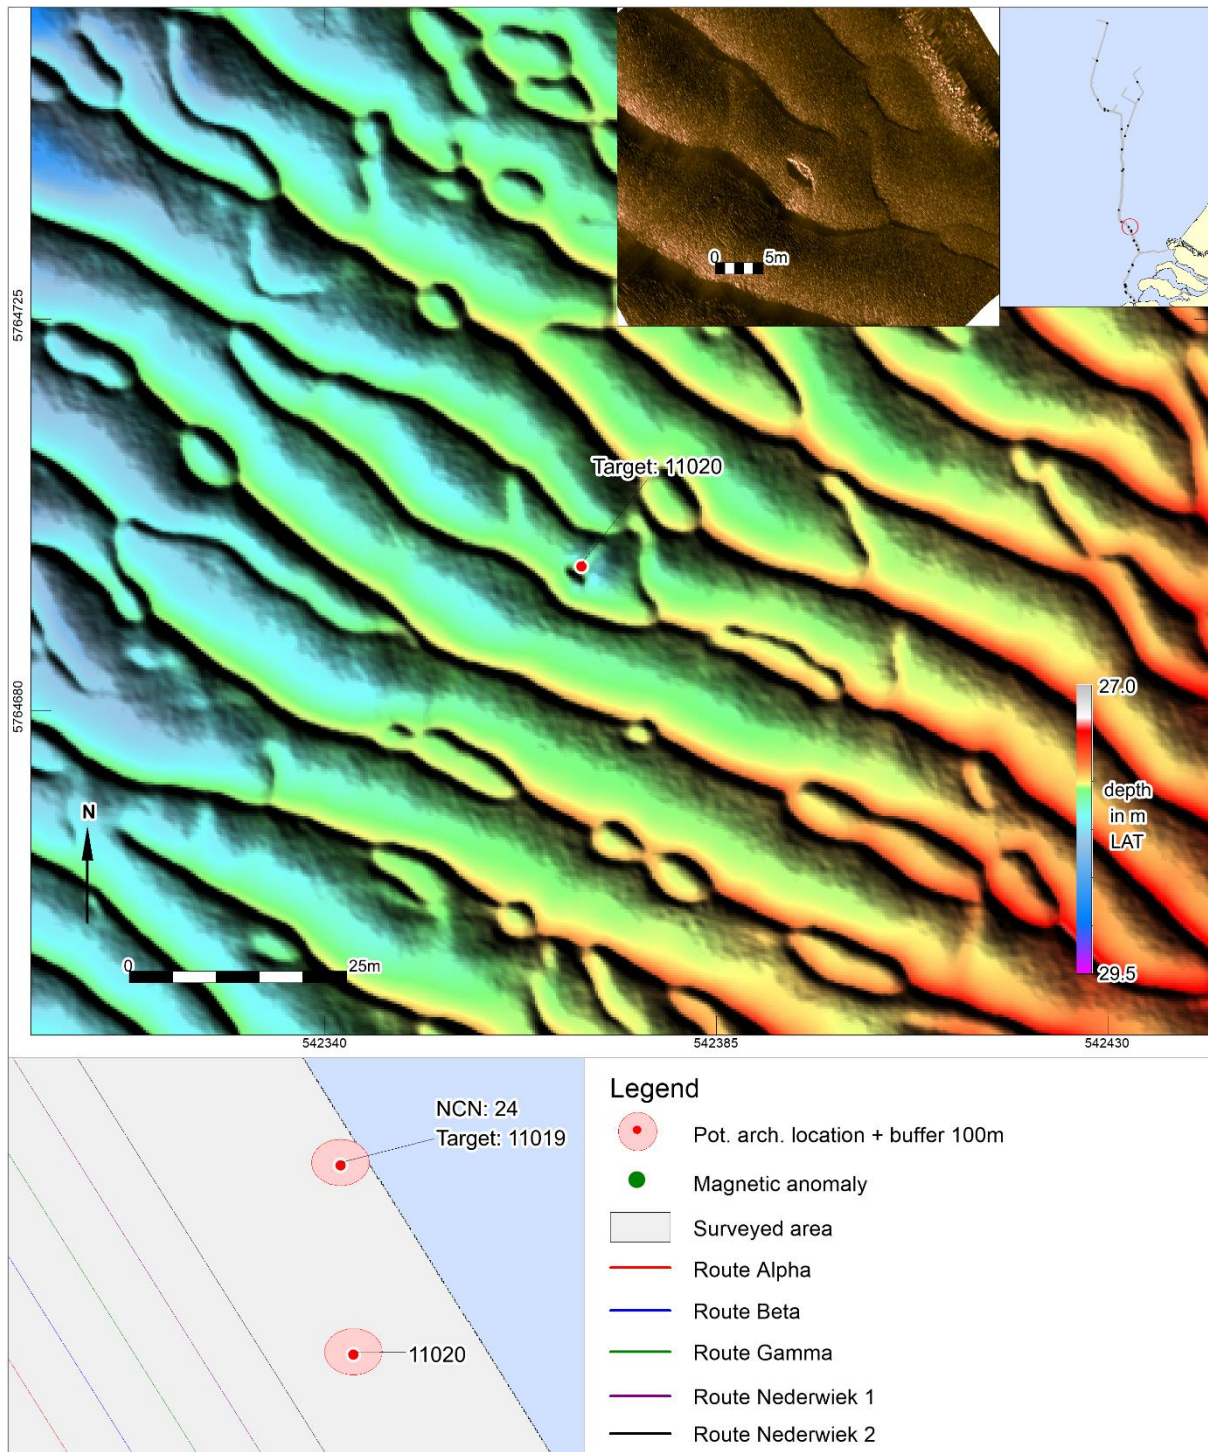 0
5m
5764725
Target: 11020
27.0
5764680
depth
in m
LAT
N
0
25m
29.5
542340
542385
542430
NCN: 24
Target: 11019
11020
Legend
Pot. arch. location + buffer 100m
Magnetic anomaly
Surveyed area
Route Alpha
Route Beta
Route Gamma
Route Nederwiek 1
Route Nederwiek 2